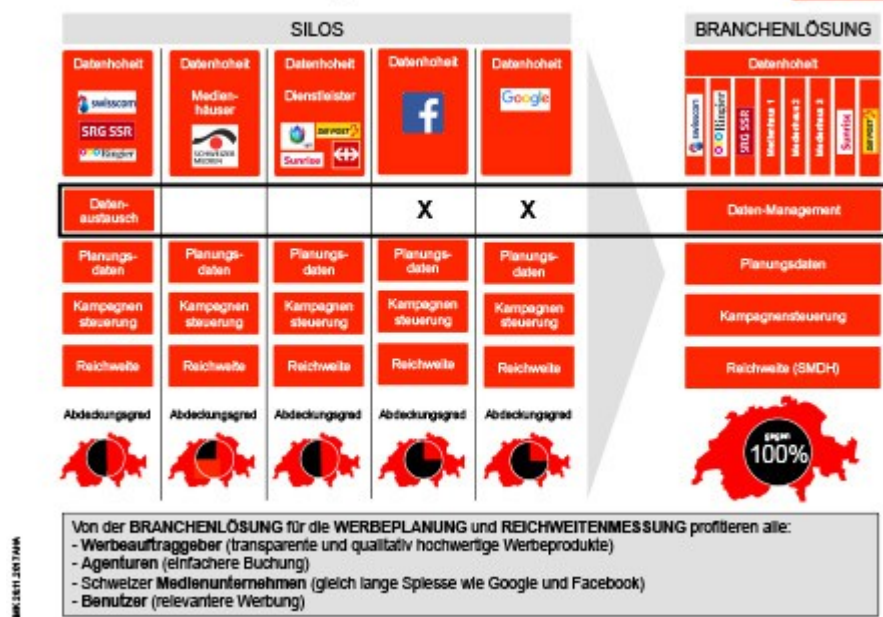 SILOS
BRANCHENLÖSUNG
Datenhoheit
swisscom
SRG SSR
Ringier
Datenhoheit
Medien-
häuser
SCHWEIZER
MEDIEN
Datenhoheit
Dienstleister
DIE POST
Sunrise
Datenhoheit
Datenhoheit
Google
Datenhoheit
swisscom
Ringier
SRG SSR
Medienhaus 1
Medienhaus 2
Medienhaus 3
Sunrise
DIE POST
Daten-
austausch
X
X
Daten-Management
Planungs-
daten
Planungs-
daten
Planungs-
daten
Planungs-
daten
Planungs-
daten
Planungsdaten
Kampagnen
steuerung
Kampagnen
steuerung
Kampagnen
steuerung
Kampagnen
steuerung
Kampagnen
steuerung
Kampagnensteuerung
Reichweite
Reichweite
Reichweite
Reichweite
Reichweite
Reichweite (SMDH)
Abdeckungsgrad
Abdeckungsgrad
Abdeckungsgrad
Abdeckungsgrad
Abdeckungsgrad
gegen
100%
Von der BRANCHENLÖSUNG für die WERBEPLANUNG und REICHWEITENMESSUNG profitieren alle:
- Werbeauftraggeber (transparente und qualitativ hochwertige Werbeprodukte)
- Agenturen (einfachere Buchung)
- Schweizer Medienunternehmen (gleich lange Spiesse wie Google und Facebook)
- Benutzer (relevantere Werbung)